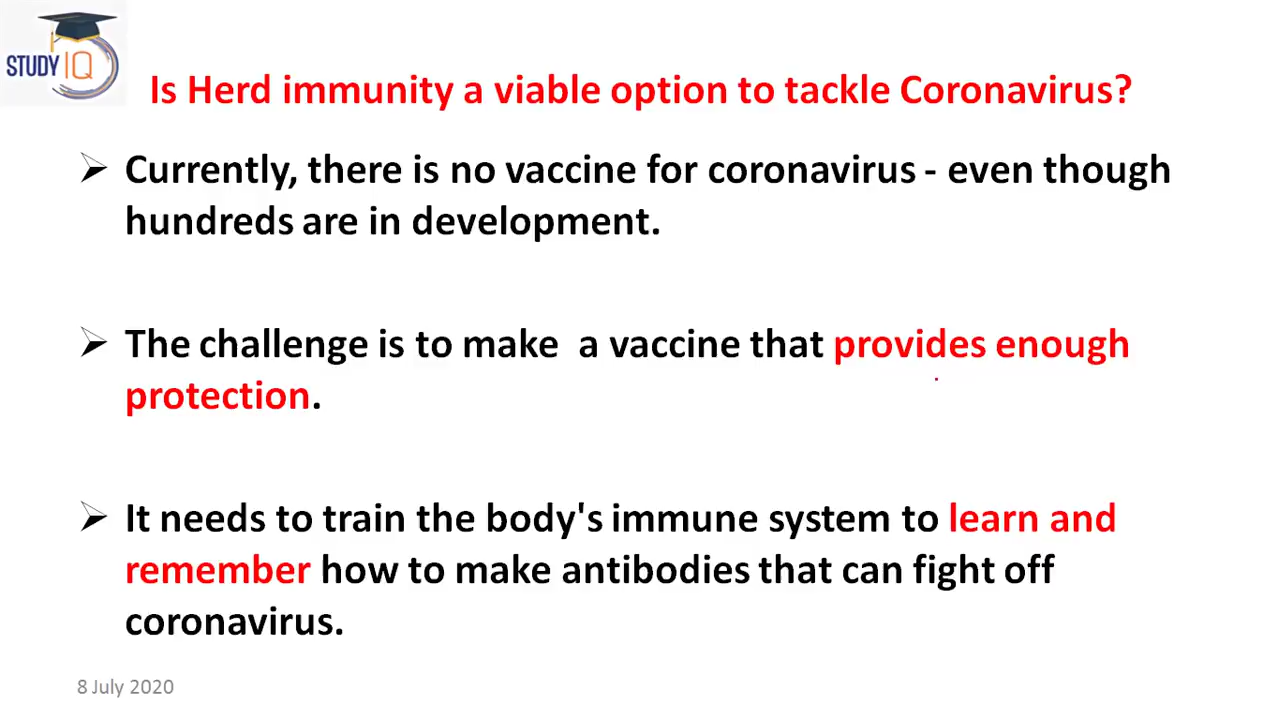 STUDY IQ
Is Herd immunity a viable option to tackle Coronavirus?
➢ Currently, there is no vaccine for coronavirus - even though
hundreds are in development.
➢ The challenge is to make  a vaccine that provides enough
protection.
➢ It needs to train the body's immune system to learn and
remember how to make antibodies that can fight off
coronavirus.
8 July 2020